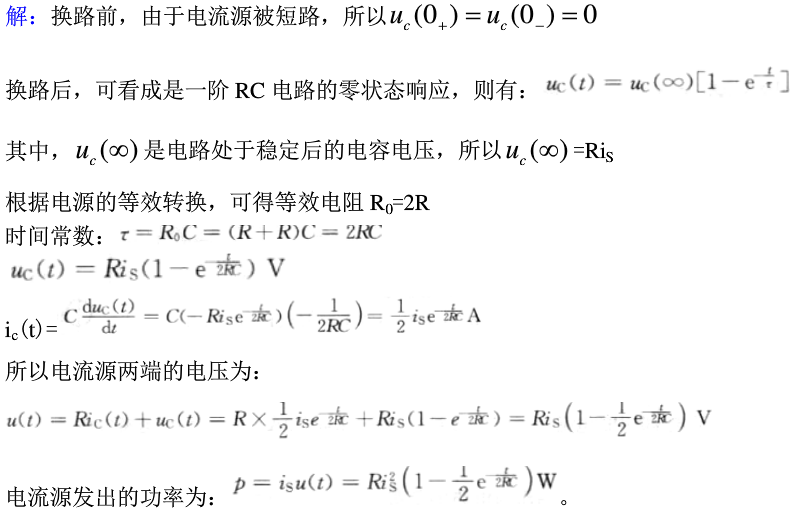 解：换路前，由于电流源被短路，所以 u_c(0_+) = u_c(0_-) = 0
换路后，可看成是一阶 RC 电路的零状态响应，则有： u_C(t) = u_C(∞)[1－e^{-t/τ}]
其中，u_c(∞) 是电路处于稳定后的电容电压，所以 u_c(∞) =Ri_S
根据电源的等效转换，可得等效电阻 R_0=2R
时间常数： τ = R_0C = (R＋R)C = 2RC
u_C(t) = Ri_S(1－e^{-t/2RC}) V
i_c(t)= C du_C(t)/dt = C(－Ri_S e^{-t/2RC})(－1/2RC) = 1/2 i_S e^{-t/2RC} A
所以电流源两端的电压为：
u(t) = Ri_C(t)＋u_C(t) = R×1/2 i_S e^{-t/2RC}＋Ri_S(1－e^{-t/2RC}) = Ri_S(1－1/2 e^{-t/2RC}) V
电流源发出的功率为： p = i_S u(t) = Ri_S^2(1－1/2 e^{-t/2RC})W 。